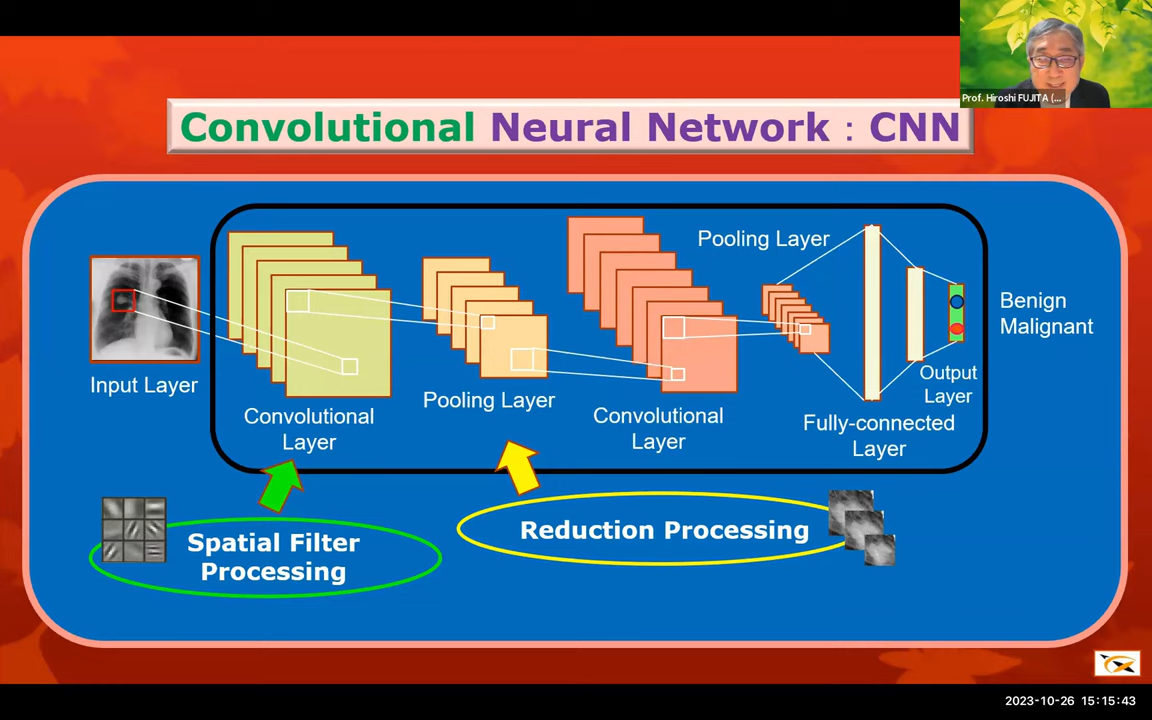 Prof. Hiroshi FUJITA (...
Convolutional Neural Network : CNN
Pooling Layer
Benign
Malignant
Input Layer
Output
Layer
Pooling Layer
Convolutional
Layer
Convolutional
Layer
Fully-connected
Layer
Reduction Processing
Spatial Filter
Processing
2023-10-26 15:15:43